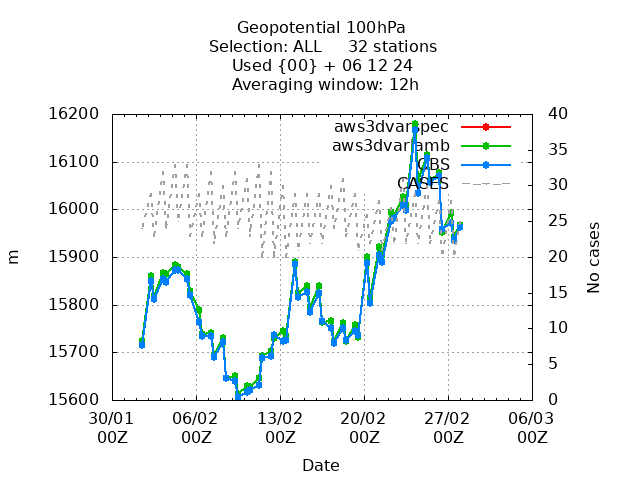 Geopotential 100hPa
Selection: ALL 32 stations
Used {00} + 06 12 24
Averaging window: 12h
16200
16100
16000
15900
15800
15700
15600
40
35
30
25
20
15
10
5
0
aws3dvarspec
aws3dvarlamb
OBS
CASES
m
No cases
30/01 06/02 13/02 20/02 27/02 06/03
00Z 00Z 00Z 00Z 00Z 00Z
Date